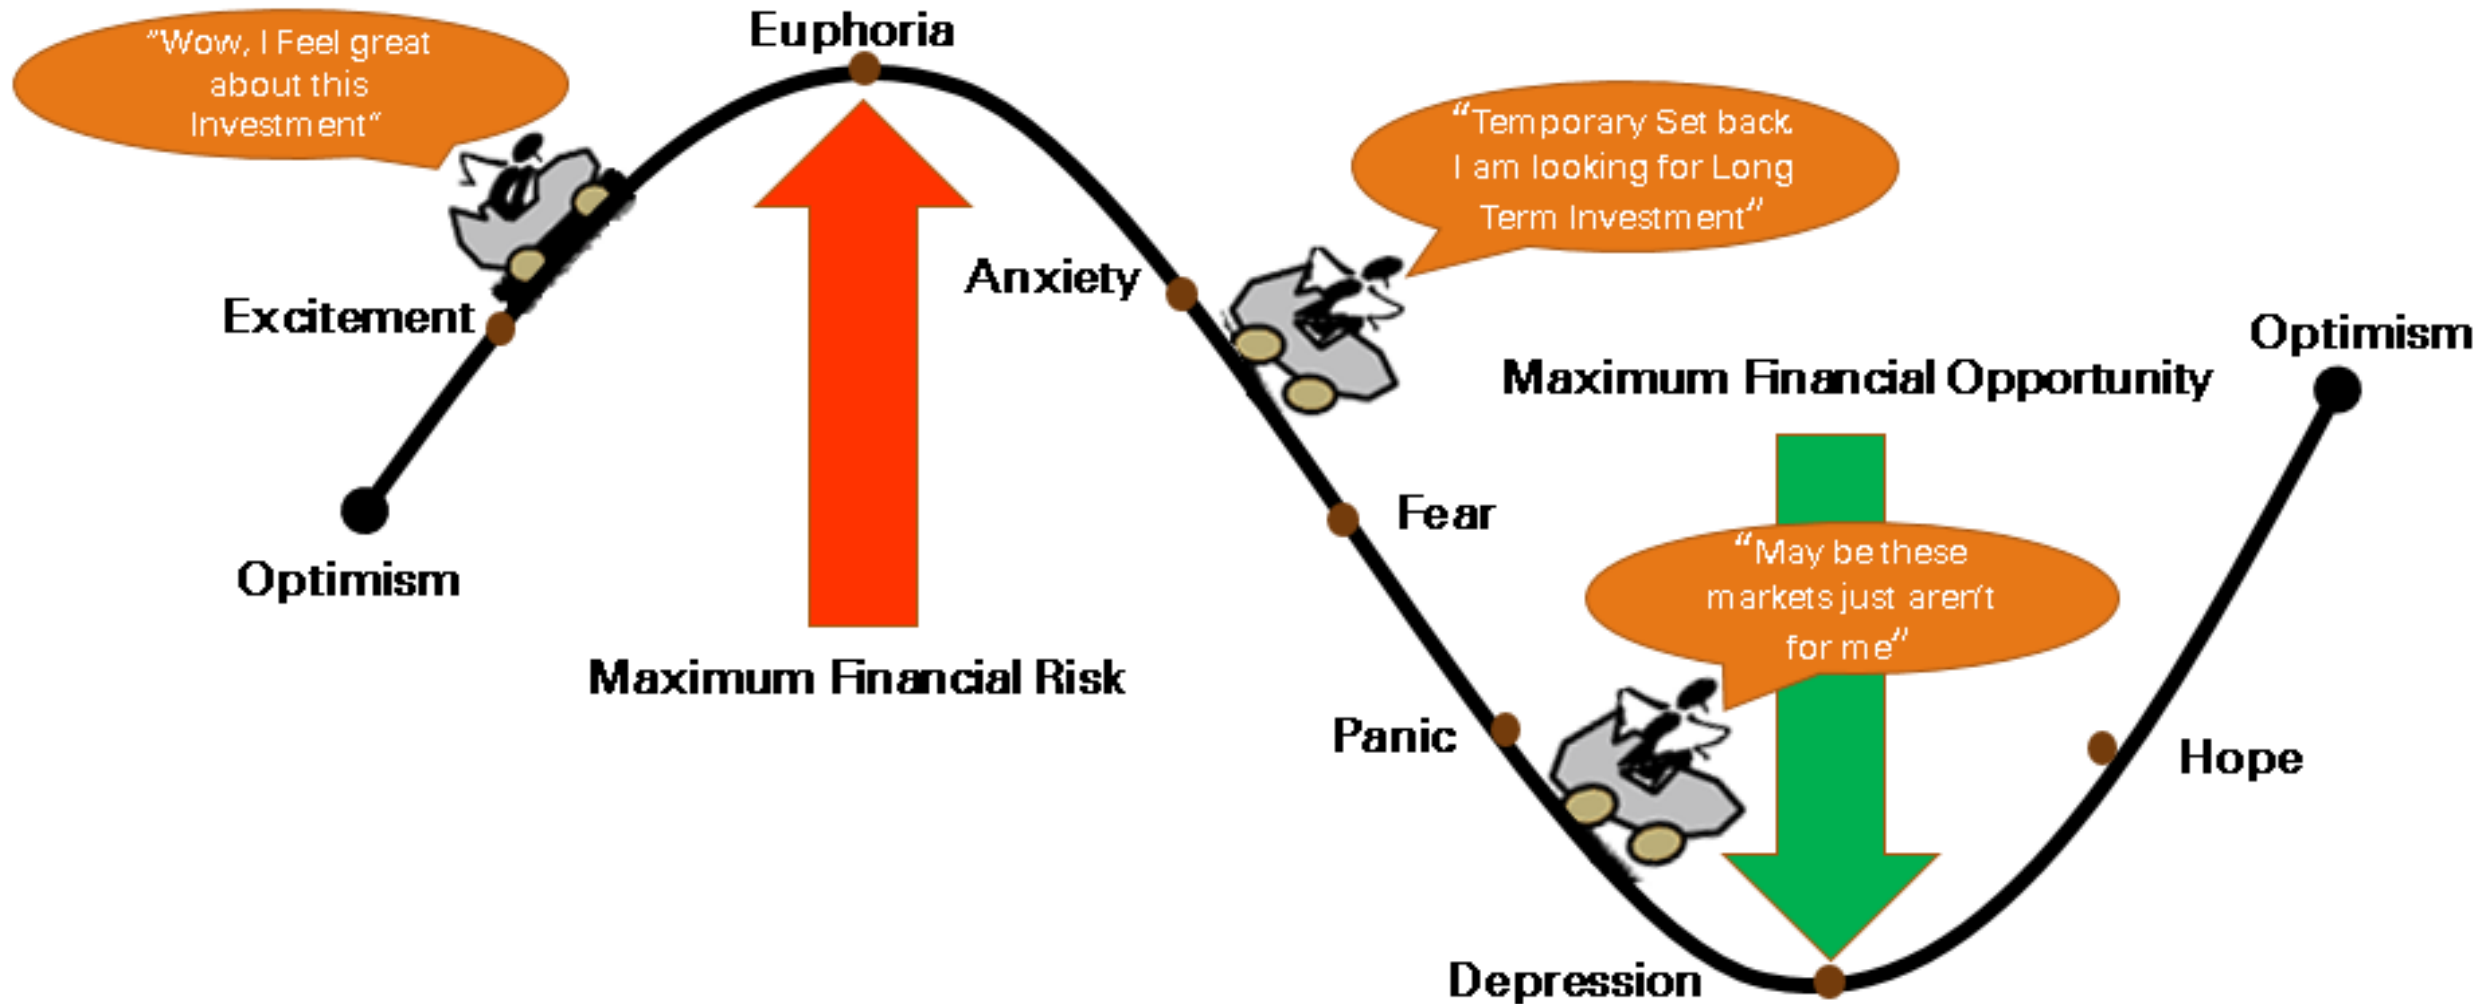 Euphoria
“Wow, I Feel great
about this
Investment“
“Temporary Set back.
I am looking for Long
Term Investment”
Anxiety
Excitement
Optimism
Maximum Financial Opportunity
Fear
Optimism
“May be these
markets just aren’t
for me”
Maximum Financial Risk
Panic
Hope
Depression